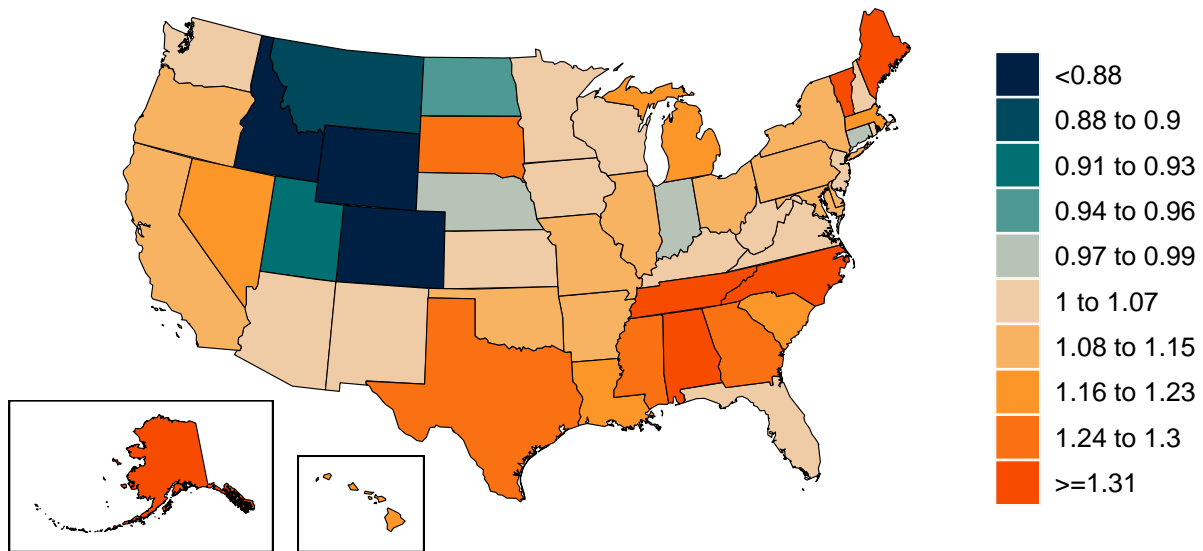 <0.88
0.88 to 0.9
0.91 to 0.93
0.94 to 0.96
0.97 to 0.99
1 to 1.07
1.08 to 1.15
1.16 to 1.23
1.24 to 1.3
>=1.31